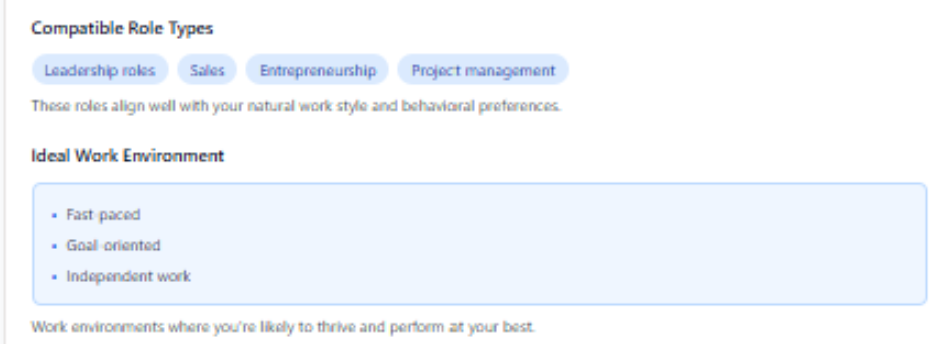 Compatible Role Types
Leadership roles Sales Entrepreneurship Project management
These roles align well with your natural work style and behavioral preferences.
Ideal Work Environment
▪ Fast-paced
▪ Goal-oriented
▪ Independent work
Work environments where you're likely to thrive and perform at your best.